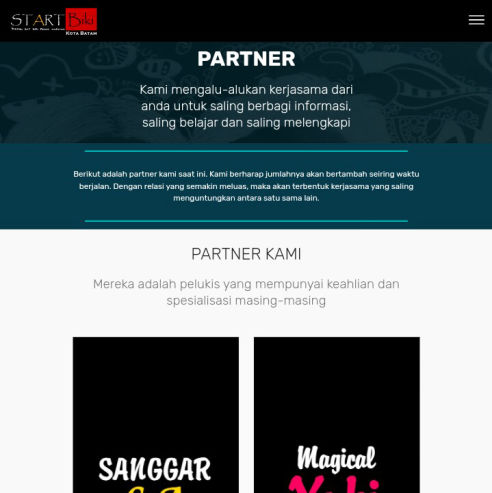 START Biki
KOTA BATAM
PARTNER
Kami mengalu-alukan kerjasama dari
anda untuk saling berbagi informasi,
saling belajar dan saling melengkapi
Berikut adalah partner kami saat ini. Kami berharap jumlahnya akan bertambah seiring waktu
berjalan. Dengan relasi yang semakin meluas, maka akan terbentuk kerjasama yang saling
menguntungkan antara satu sama lain.
PARTNER KAMI
Mereka adalah pelukis yang mempunyai keahlian dan
spesialisasi masing-masing
SANGGAR
Magical